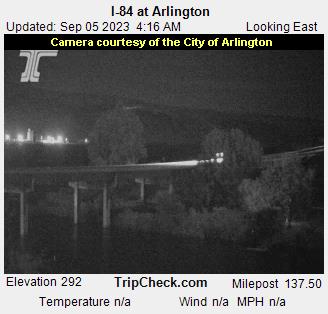 I-84 at Arlington
Updated: Sep 05 2023 4:16 AM Looking East
Camera courtesy of the City of Arlington
Elevation 292 TripCheck.com Milepost 137.50
Temperature n/a Wind n/a MPH n/a